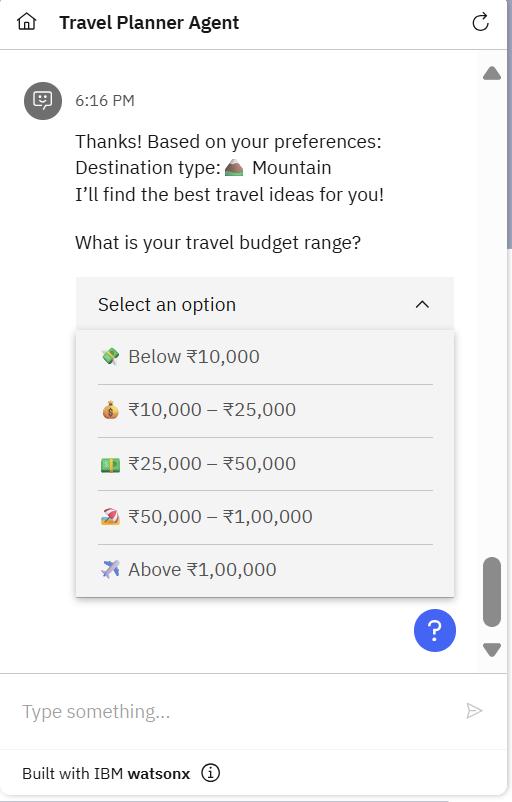 Travel Planner Agent
6:16 PM
Thanks! Based on your preferences:
Destination type: ⛰️ Mountain
I’ll find the best travel ideas for you!
What is your travel budget range?
Select an option
💸 Below ₹10,000
💰 ₹10,000 – ₹25,000
💵 ₹25,000 – ₹50,000
🏖️ ₹50,000 – ₹1,00,000
✈️ Above ₹1,00,000
?
Type something...
Built with IBM watsonx